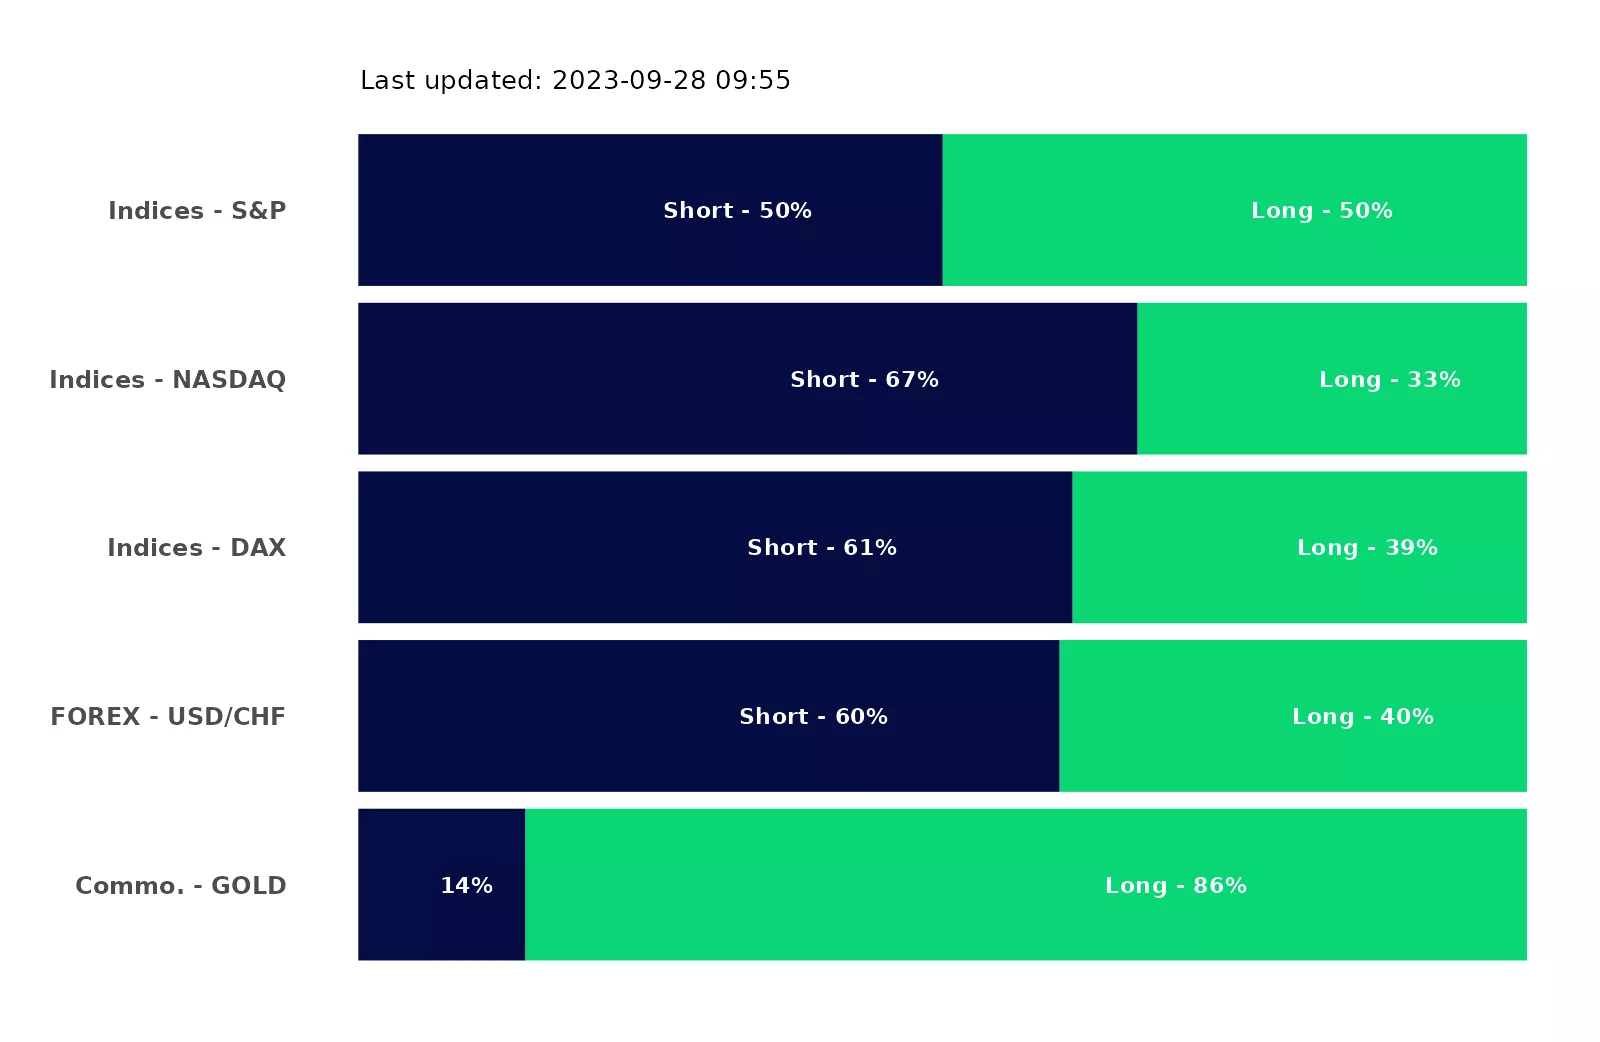 Last updated: 2023-09-28 09:55
Indices - S&P Short - 50% Long - 50%
Indices - NASDAQ Short - 67% Long - 33%
Indices - DAX Short - 61% Long - 39%
FOREX - USD/CHF Short - 60% Long - 40%
Commo. - GOLD 14% Long - 86%